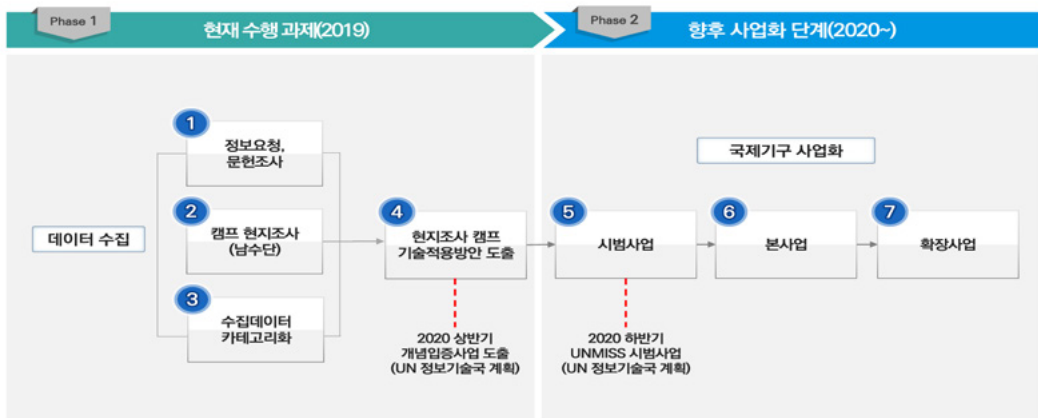 Phase 1
현재 수행 과제(2019)
Phase 2
향후 사업화 단계(2020~)
데이터 수집
1
정보요청,
문헌조사
2
캠프 현지조사
(남수단)
3
수집데이터
카테고리화
4
현지조사 캠프
기술적용방안 도출
2020 상반기
개념입증사업 도출
(UN 정보기술국 계획)
국제기구 사업화
5
시범사업
2020 하반기
UNMISS 시범사업
(UN 정보기술국 계획)
6
본사업
7
확장사업